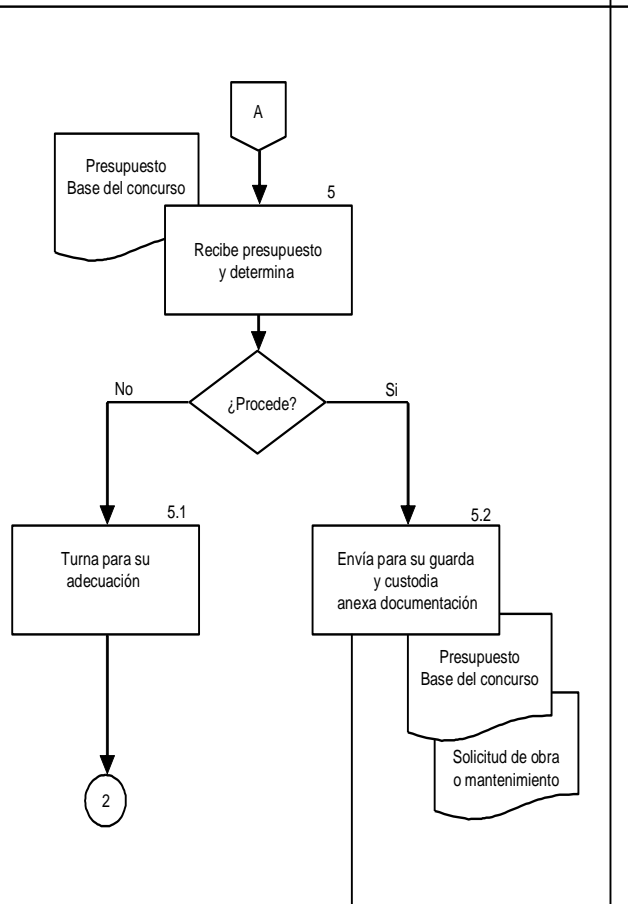 A
Presupuesto
Base del concurso
5
Recibe presupuesto
y determina
¿Procede?
No
Si
5.1
Turna para su
adecuación
5.2
Envía para su guarda
y custodia
anexa documentación
Presupuesto
Base del concurso
Solicitud de obra
o mantenimiento
2